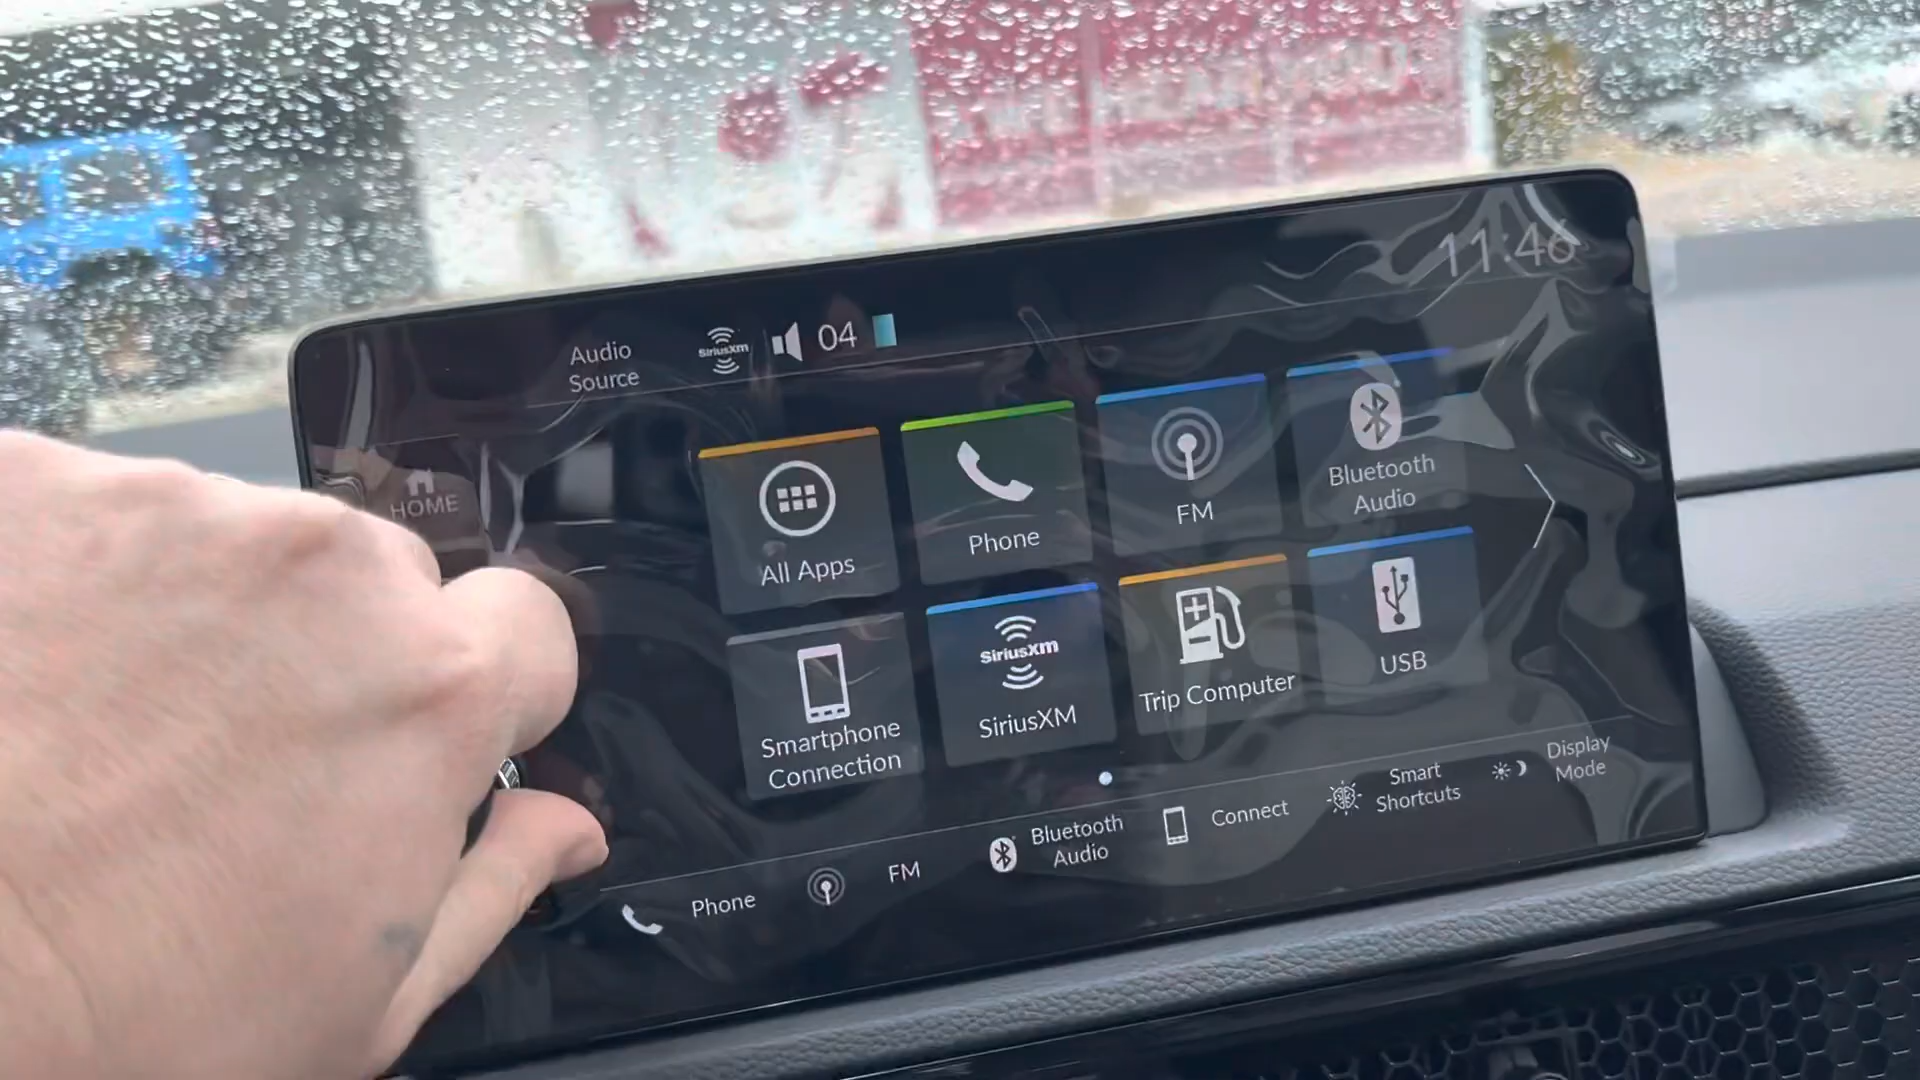 11:46
Audio
Source
SiriusXm
04
HOME
All Apps
Phone
FM
Bluetooth
Audio
Smartphone
Connection
SiriusXm
SiriusXM
Trip Computer
USB
Phone
FM
Bluetooth
Audio
Connect
Smart
Shortcuts
Display
Mode